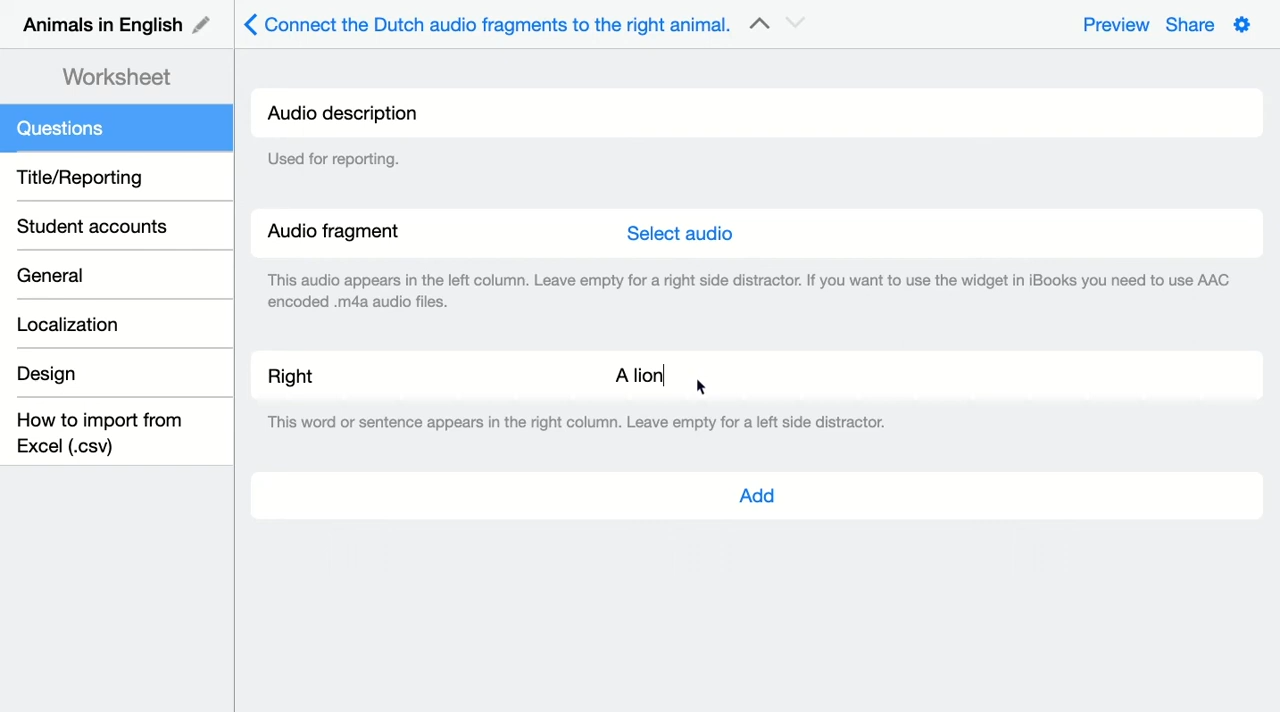 Animals in English
Connect the Dutch audio fragments to the right animal.
Preview
Share
Worksheet
Questions
Title/Reporting
Student accounts
General
Localization
Design
How to import from
Excel (.csv)
Audio description
Used for reporting.
Audio fragment
Select audio
This audio appears in the left column. Leave empty for a right side distractor. If you want to use the widget in iBooks you need to use AAC
encoded .m4a audio files.
Right
A lion
This word or sentence appears in the right column. Leave empty for a left side distractor.
Add